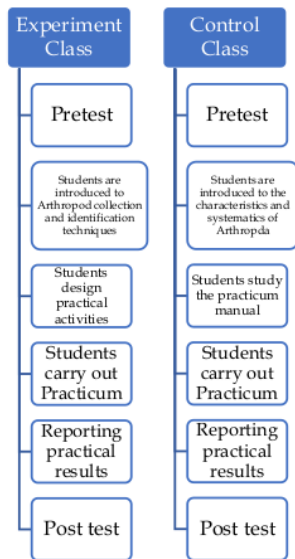 Experiment
Class
Pretest
Students are
introduced to
Arthropod collection
and identification
techniques
Students
design
practical
activities
Students
carry out
Practicum
Reporting
practical
results
Post test
Control
Class
Pretest
Students are
introduced to the
characteristics and
systematics of
Arthropda
Students study
the practicum
manual
Students
carry out
Practicum
Reporting
practical
results
Post test